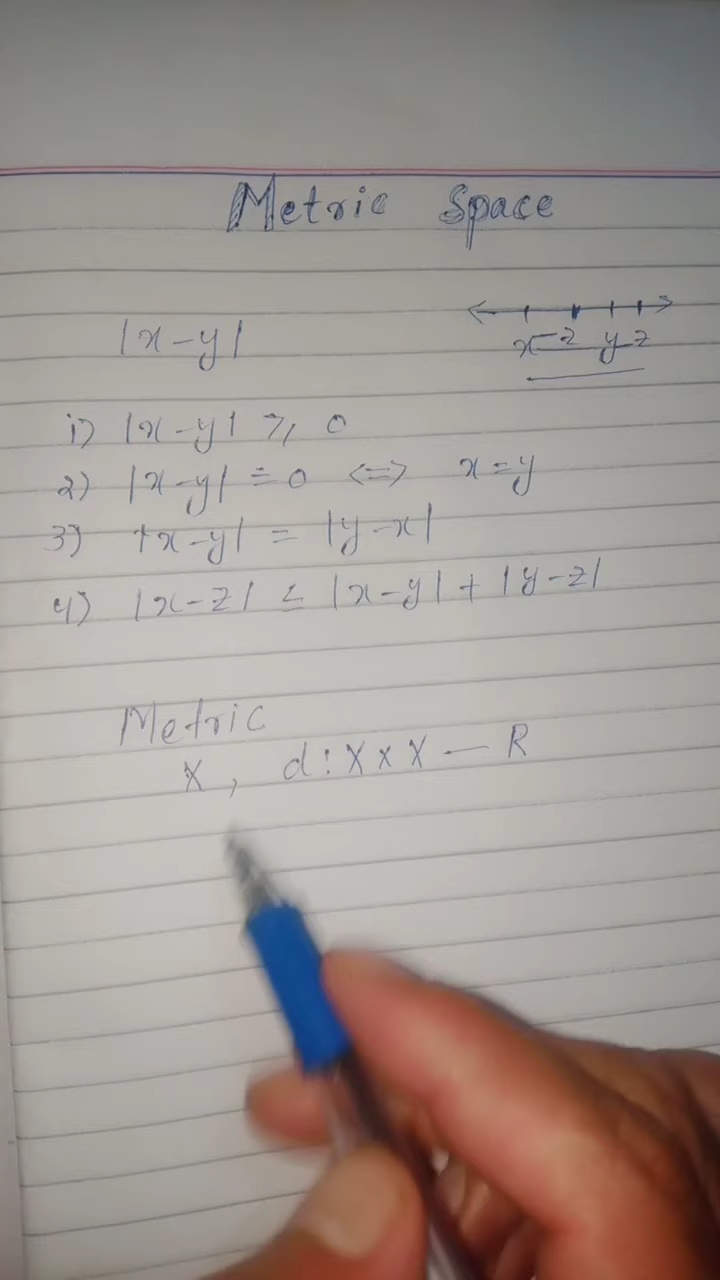 Metric Space
|x-y|
x z y z
1) |x-y| ≥ 0
2) |x-y| = 0 <=> x=y
3) |x-y| = |y-x|
4) |x-z| ≤ |x-y| + |y-z|
Metric
X, d: X x X — R